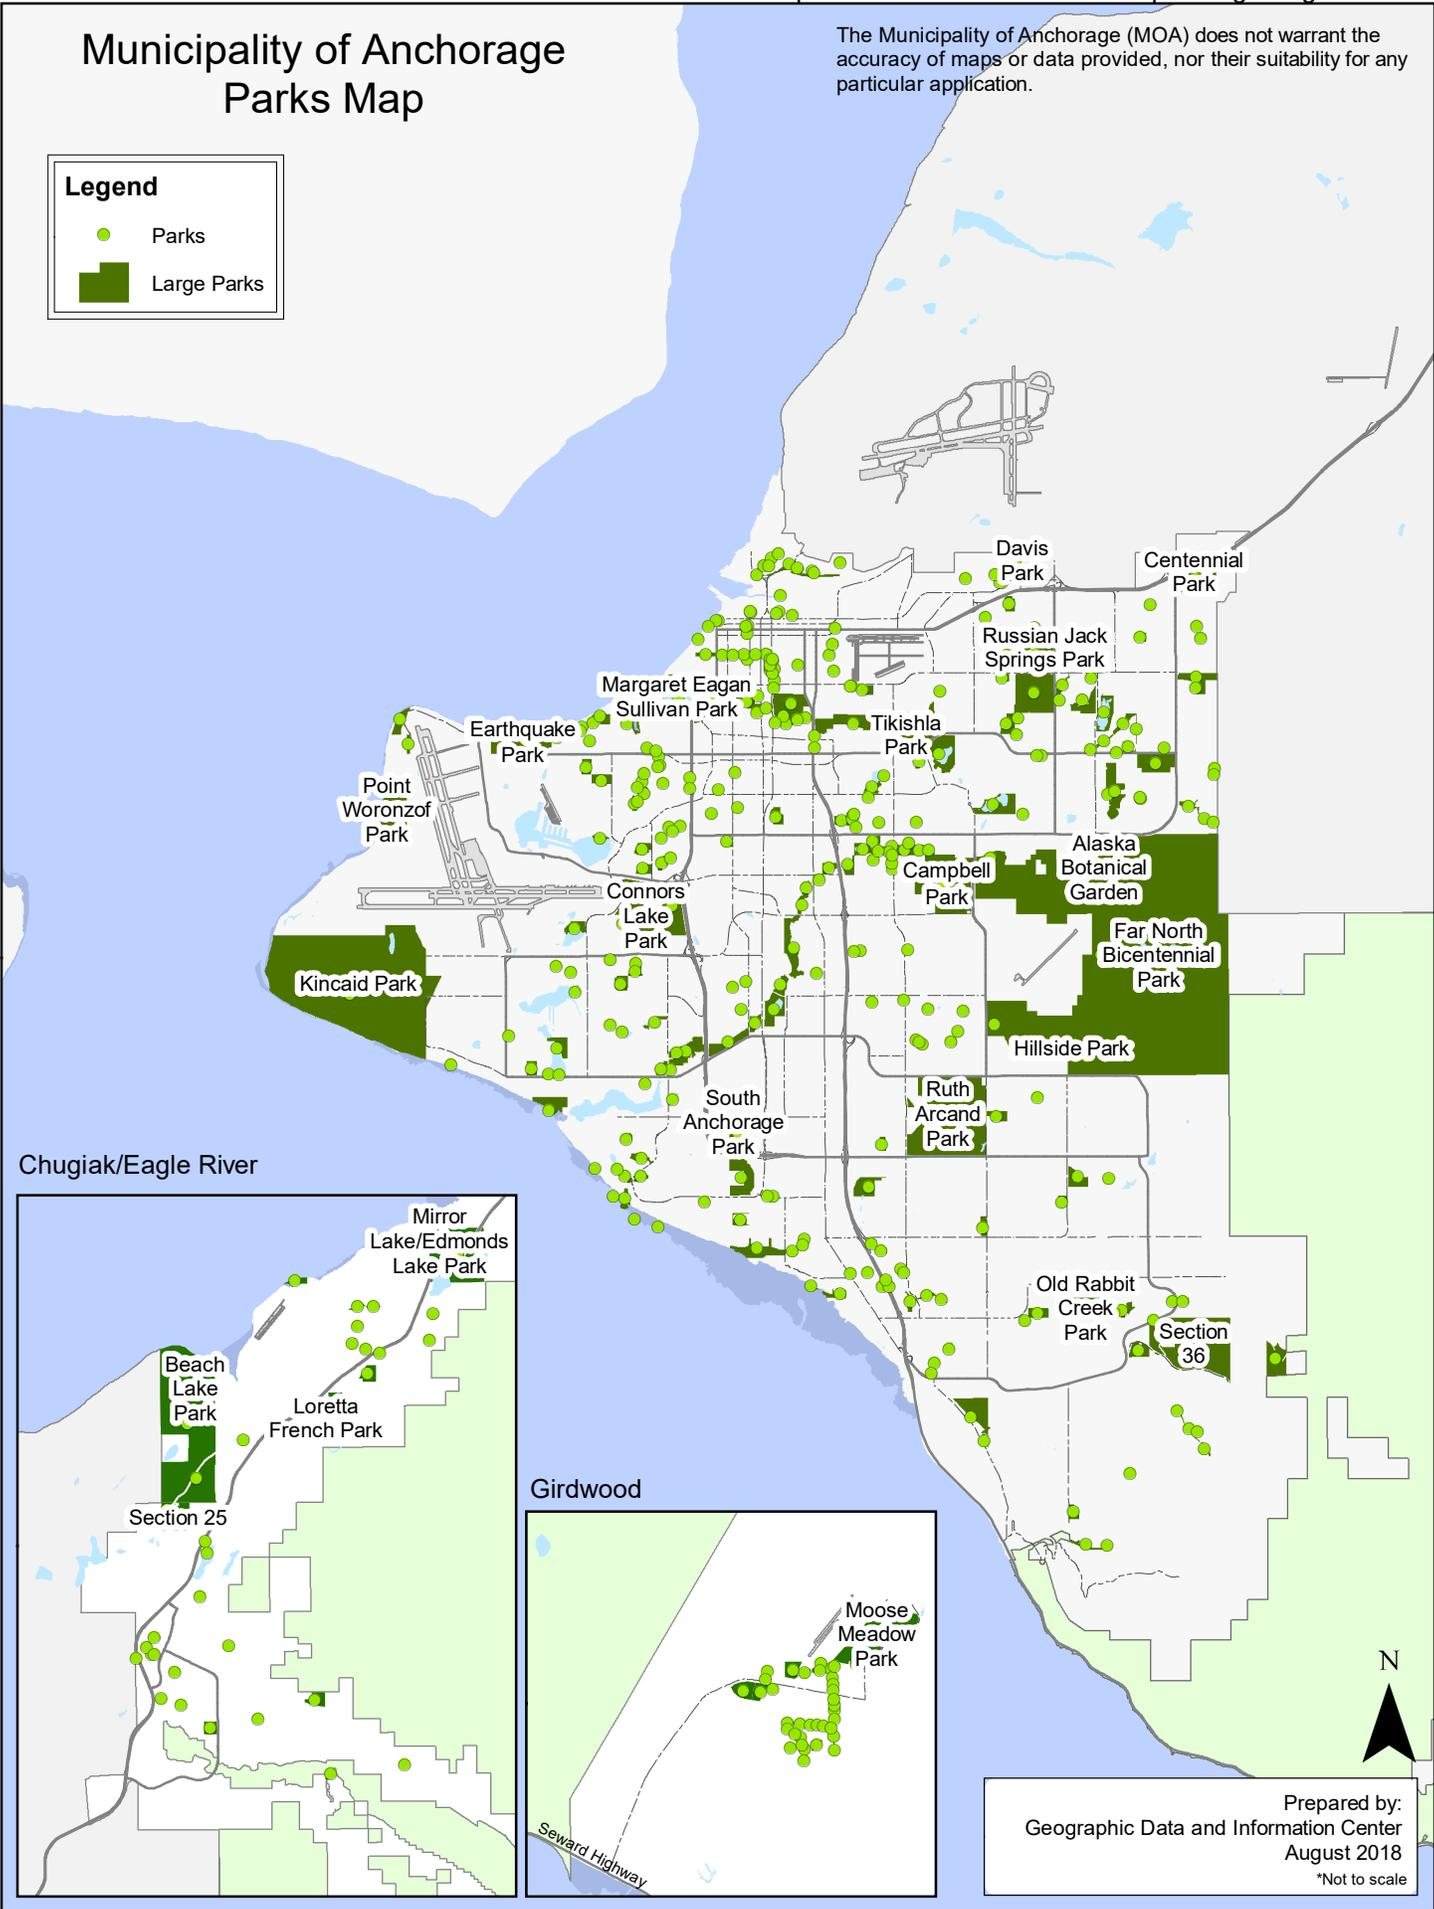 Municipality of Anchorage
Parks Map
The Municipality of Anchorage (MOA) does not warrant the
accuracy of maps or data provided, nor their suitability for any
particular application.
Legend
Parks
Large Parks
Davis
Park
Centennial
Park
Russian Jack
Springs Park
Margaret Eagan
Sullivan Park
Earthquake
Park
Tikishla
Park
Point
Woronzof
Park
Alaska
Botanical
Garden
Campbell
Park
Connors
Lake
Park
Far North
Bicentennial
Park
Kincaid Park
Hillside Park
Ruth
Arcand
Park
South
Anchorage
Park
Old Rabbit
Creek
Park
Section
36
Chugiak/Eagle River
Mirror
Lake/Edmonds
Lake Park
Beach
Lake
Park
Loretta
French Park
Section 25
Girdwood
Moose
Meadow
Park
Seward Highway
N
Prepared by:
Geographic Data and Information Center
August 2018
*Not to scale